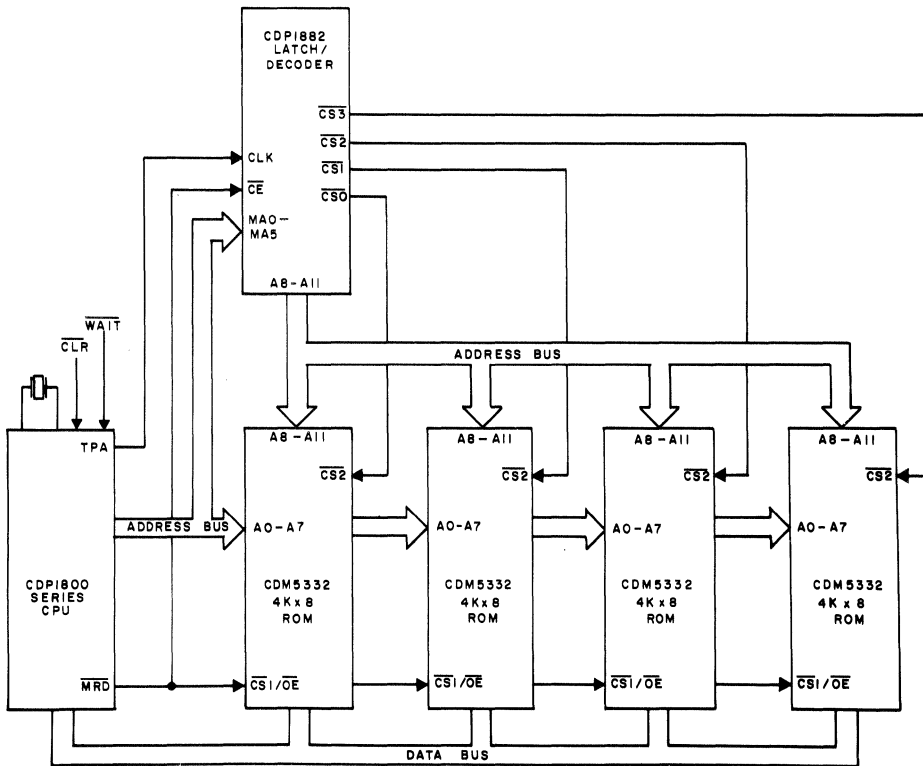 CDP1882
LATCH/
DECODER
CS3
CS2
CLK
CS1
CE
CS0
MA0–
MA5
A8–A11
WAIT
CLR
ADDRESS BUS
TPA
A8–A11
A8–A11
A8–A11
A8–A11
CS2
CS2
CS2
CS2
ADDRESS BUS
A0–A7
A0–A7
A0–A7
A0–A7
CDP1800
SERIES
CPU
CDM5332
4K x 8
ROM
CDM5332
4K x 8
ROM
CDM5332
4K x 8
ROM
CDM5332
4K x 8
ROM
MRD
CS1/OE
CS1/OE
CS1/OE
CS1/OE
DATA BUS